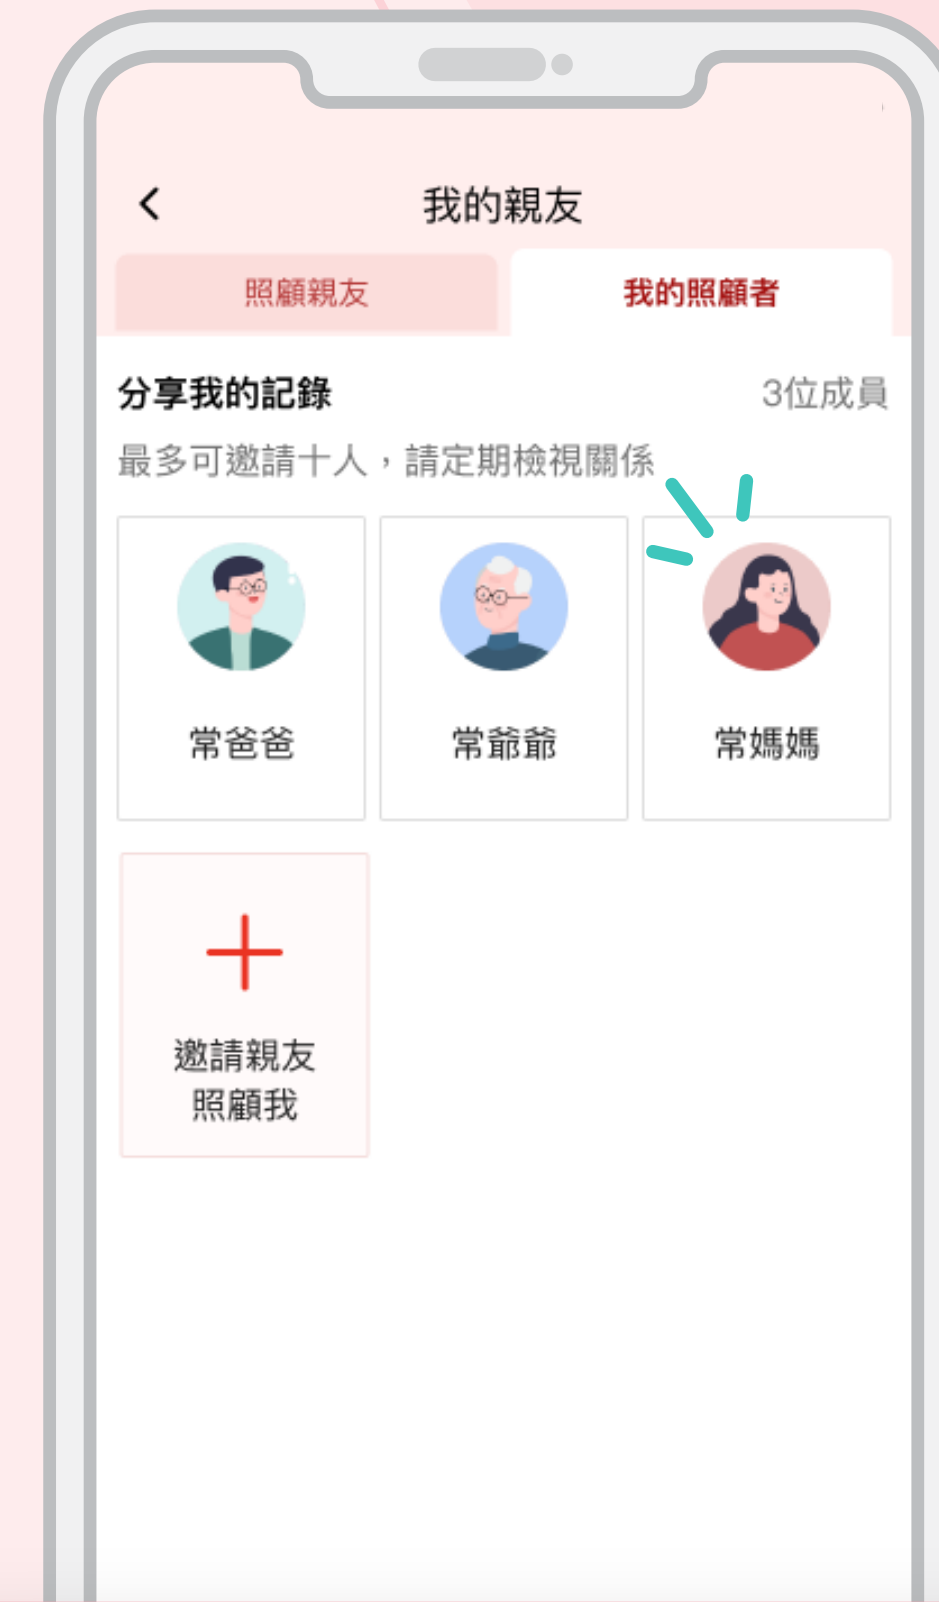 我的親友
照顧親友
我的照顧者
分享我的記錄
3位成員
最多可邀請十人，請定期檢視關係
常爸爸
常爺爺
常媽媽
邀請親友
照顧我